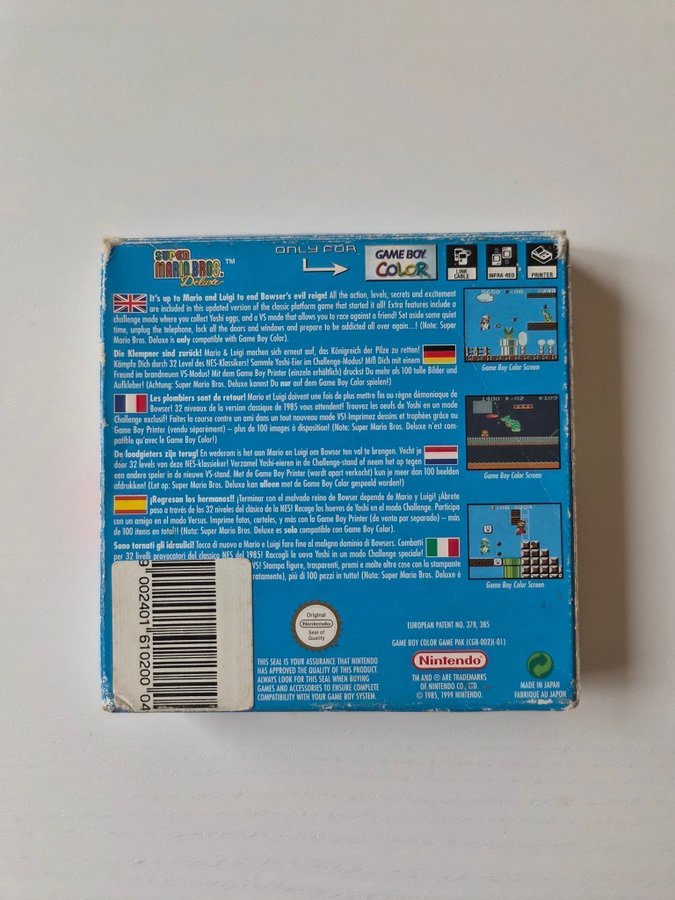 SUPER
MARIO BROS.™
Deluxe
ONLY FOR
GAME BOY
COLOR
LINK
CABLE
INFRA-RED
PRINTER
It's up to Mario and Luigi to end Bowser's evil reign! All the action, levels, secrets and excitement
are included in this updated version of the classic platform game that started it all! Extra features include a
challenge mode where you collect Yoshi eggs, and a VS mode that allows you to race against a friend! Set aside some
quiet time, unplug the telephone, lock all the doors and windows and prepare to be addicted all over again...! (Note: Super
Mario Bros. Deluxe is only compatible with Game Boy Color).
Die Klempner sind zurück! Mario & Luigi machen sich erneut auf, das Königreich der Pilze zu retten!
Kämpfe Dich durch 32 Level des NES-Klassikers! Sammle Yoshi-Eier im Challenge-Modus! Miß Dich mit einem
Freund im brandneuen VS-Modus! Mit dem Game Boy Printer (einzeln erhältlich) druckst Du mehr als 100 tolle Bilder und
Aufkleber! (Achtung: Super Mario Bros. Deluxe kannst Du nur auf dem Game Boy Color spielen!)
Les plombiers sont de retour! Mario et Luigi doivent une fois de plus mettre fin au règne démoniaque de
Bowser! 32 niveaux de la version classique de 1985 vous attendent! Trouvez les oeufs de Yoshi en un mode
Challenge exclusif! Faites la course contre un ami dans un tout nouveau mode VS! Imprimez dessins et trophées grâce au
Game Boy Printer (vendu séparément) – plus de 100 images à disposition! (Nota: Super Mario Bros. Deluxe n'est com-
patible qu'avec le Game Boy Color!)
De loodgieters zijn terug! En wederom is het aan Mario en Luigi om Bowser ten val te brengen. Vecht je
door 32 levels van deze NES-klassieker! Verzamel Yoshi-eieren in de Challenge-stand of neem het op tegen
een andere speler in de nieuwe VS-stand. Met de Game Boy Printer (wordt apart verkocht) kun je meer dan 100 beelden
afdrukken! (Let op: Super Mario Bros. Deluxe kan alleen met de Game Boy Color gespeeld worden!)
¡Regresan los hermanos!! ¡Terminar con el malvado reino de Bowser depende de Mario y Luigi! ¡Ábrete
paso a través de los 32 niveles del clásico de la NES! Recoge los huevos de Yoshi en el modo Challenge. Participa
con un amigo en el modo Versus. Imprime fotos, carteles, y más con la Game Boy Printer (de venta por separado) – más
de 100 items en total!! (Nota: Super Mario Bros. Deluxe es solo compatible con Game Boy Color).
Sono tornati gli idraulici! Tocca di nuovo a Mario e Luigi fare fine al maligno dominio di Bowsers. Combatti
per 32 livelli provocatori del classico NES del 1985! Raccogli le uova Yoshi in un modo Challenge speciale!
VS! Stampa figure, trasparenti, premi e molte altre cose con la stampante
ratamente), più di 100 pezzi in tutto! (Nota: Super Mario Bros. Deluxe è
Game Boy Color Screen
1400
Game Boy Color Screen
Game Boy Color Screen
9 002401 610200 04
Original
Nintendo
Seal of
Quality
THIS SEAL IS YOUR ASSURANCE THAT NINTENDO
HAS APPROVED THE QUALITY OF THIS PRODUCT.
ALWAYS LOOK FOR THIS SEAL WHEN BUYING
GAMES AND ACCESSORIES TO ENSURE COMPLETE
COMPATIBILITY WITH YOUR GAME BOY SYSTEM.
EUROPEAN PATENT NO. 378, 385
GAME BOY COLOR GAME PAK (CGB-002)(-01)
Nintendo
TM AND ® ARE TRADEMARKS
OF NINTENDO CO., LTD.
© 1985, 1999 NINTENDO.
MADE IN JAPAN
FABRIQUE AU JAPON